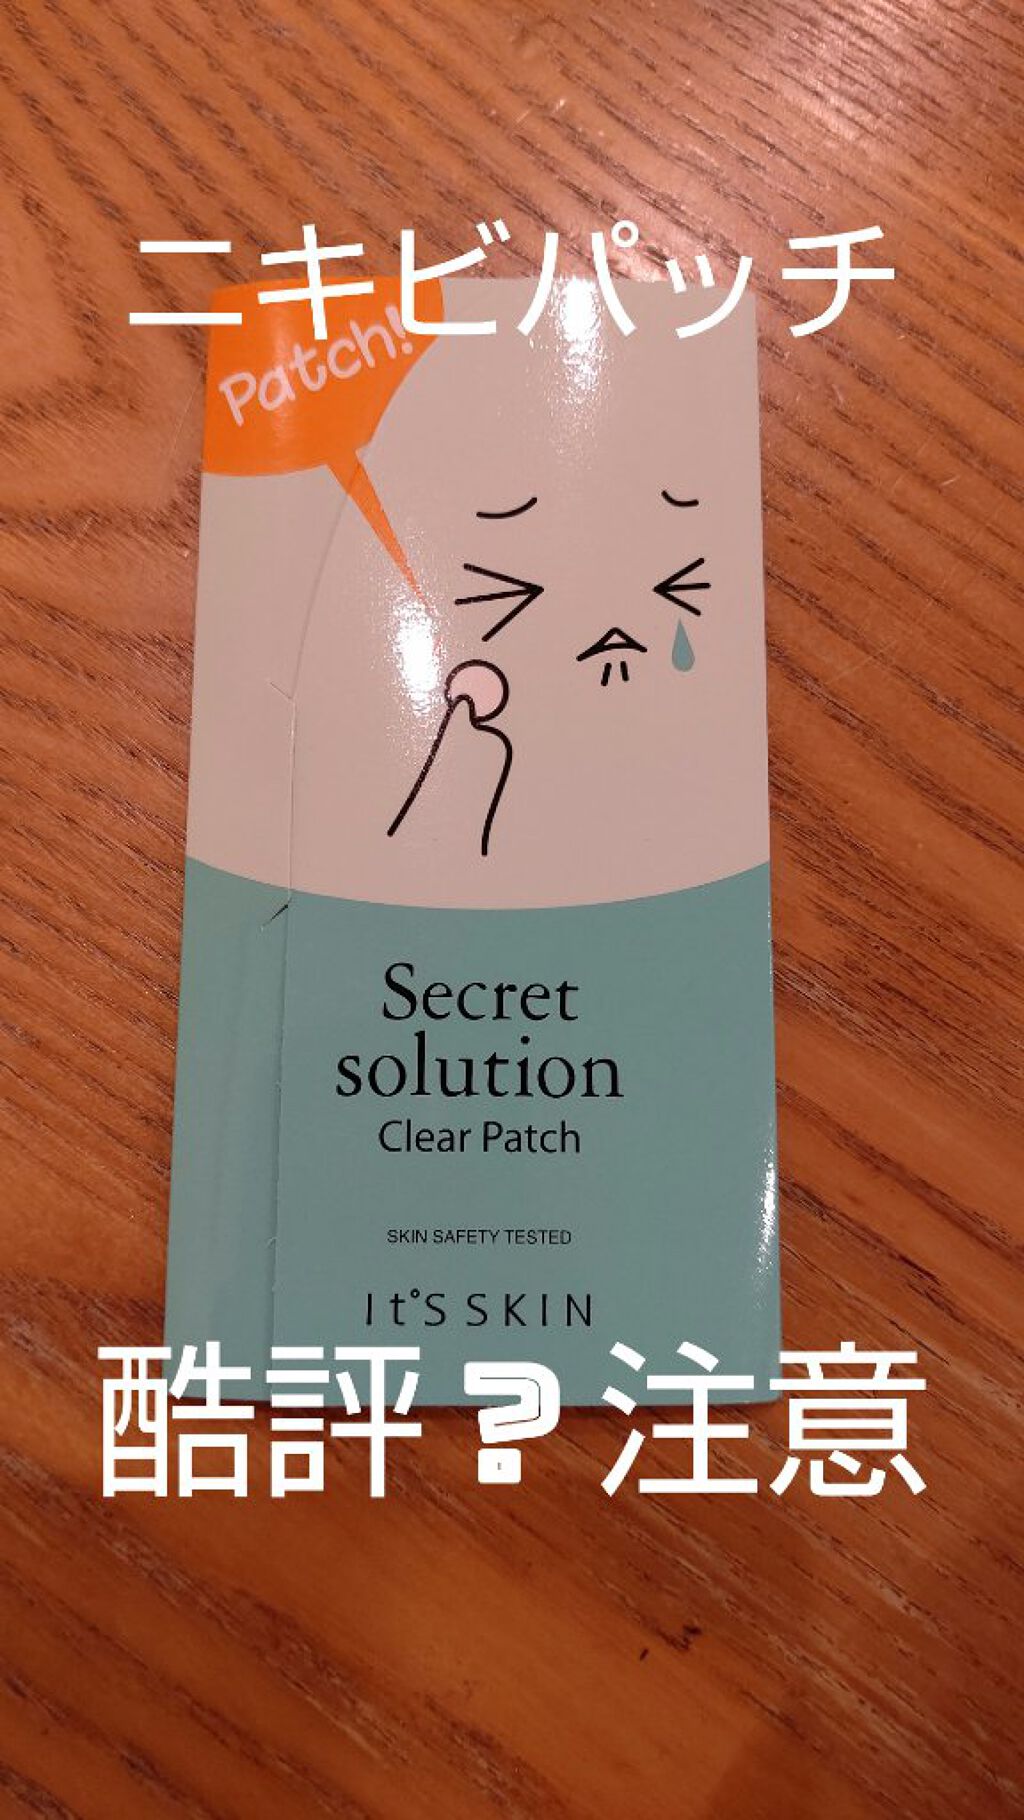 ニキビパッチ
Patch!
Secret
solution
Clear Patch
SKIN SAFETY TESTED
It'S SKIN
酷評?注意